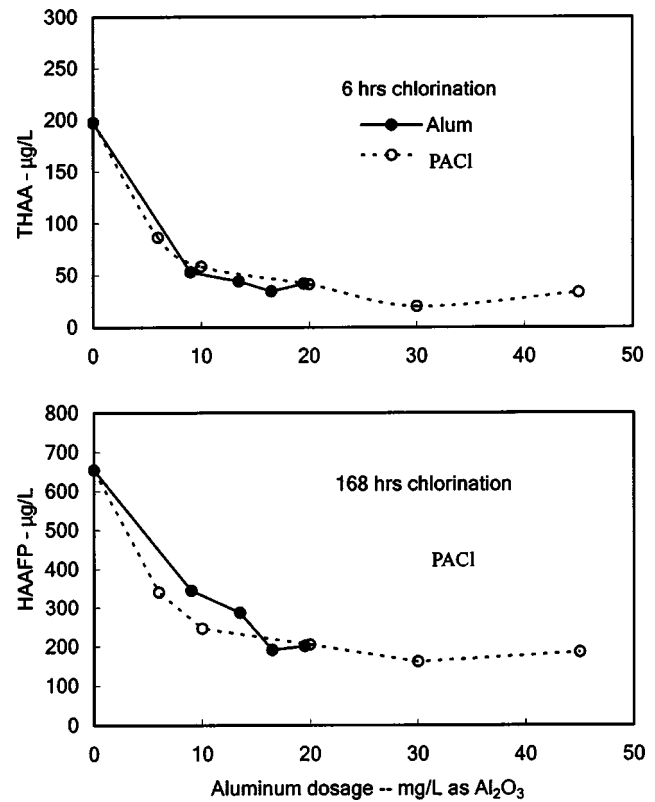 300
250
200
150
100
50
0
THAA - µg/L
6 hrs chlorination
Alum
PACl
0 10 20 30 40 50
800
700
600
500
400
300
200
100
0
HAAFP - µg/L
168 hrs chlorination
PACl
0 10 20 30 40 50
Aluminum dosage -- mg/L as Al₂O₃